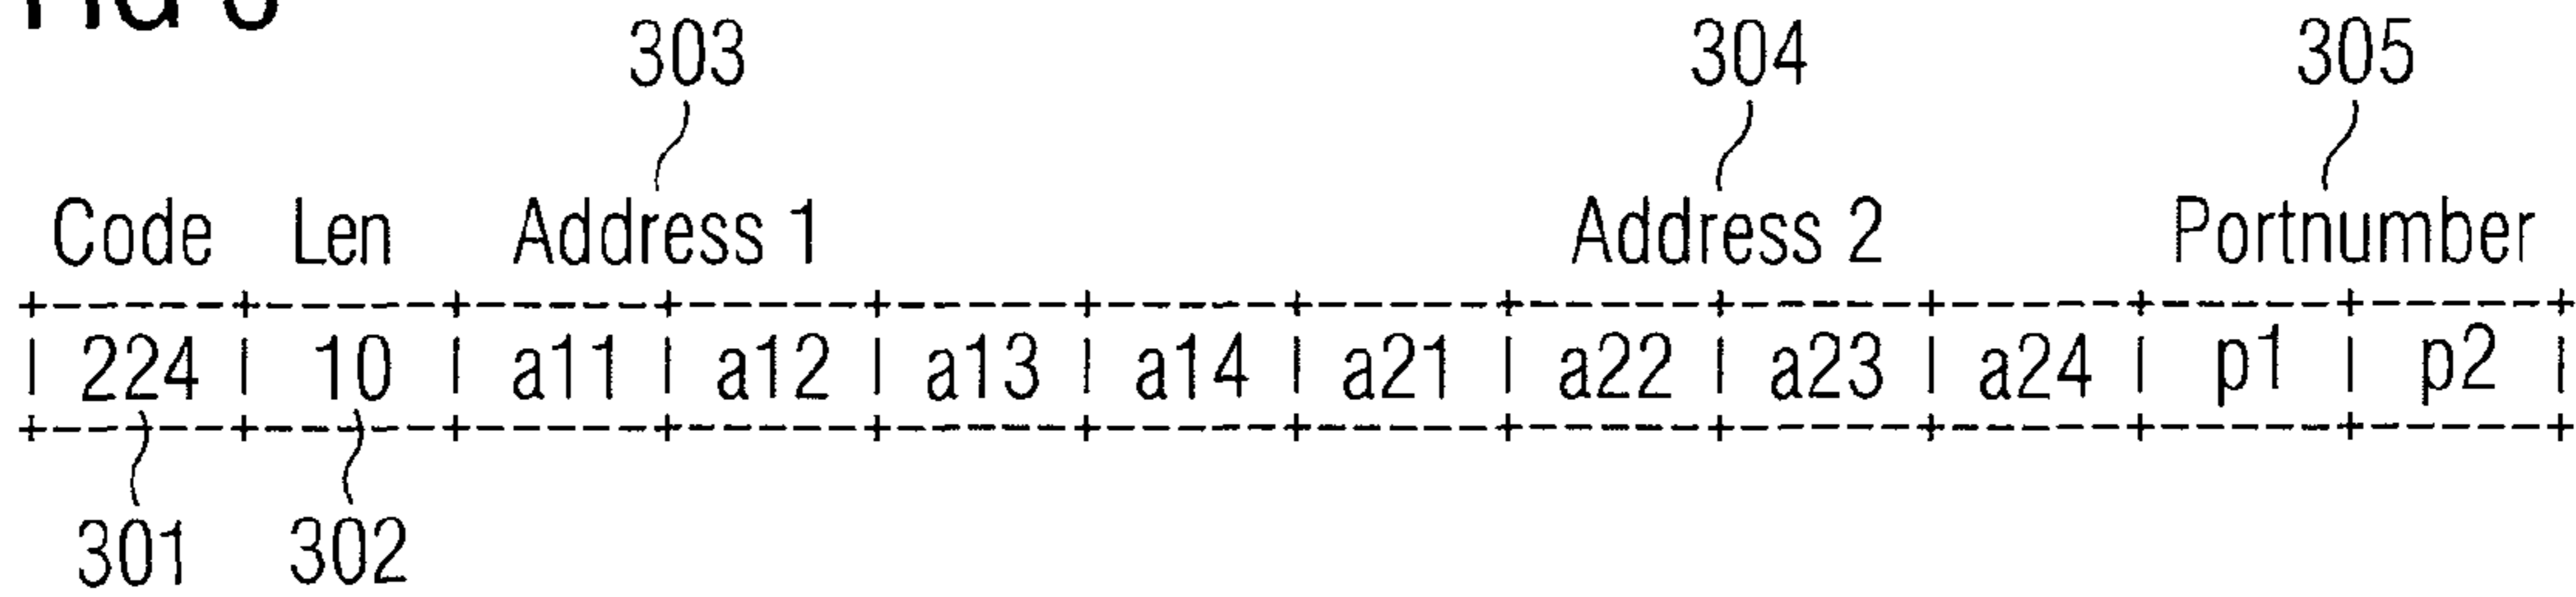 303 304 305
Code Len Address 1 Address 2 Portnumber
+-------+-------+-------+-------+-------+-------+-------+-------+-------+-------+-------+-------+
| 224 | 10 | a11 | a12 | a13 | a14 | a21 | a22 | a23 | a24 | p1 | p2 |
+-------+-------+-------+-------+-------+-------+-------+-------+-------+-------+-------+-------+
301 302